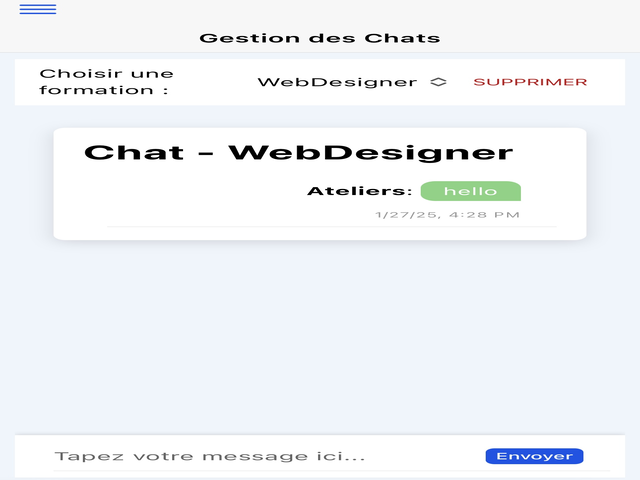 Gestion des Chats
Choisir une
formation :
WebDesigner
SUPPRIMER
Chat - WebDesigner
Ateliers: hello
1/27/25, 4:28 PM
Tapez votre message ici...
Envoyer